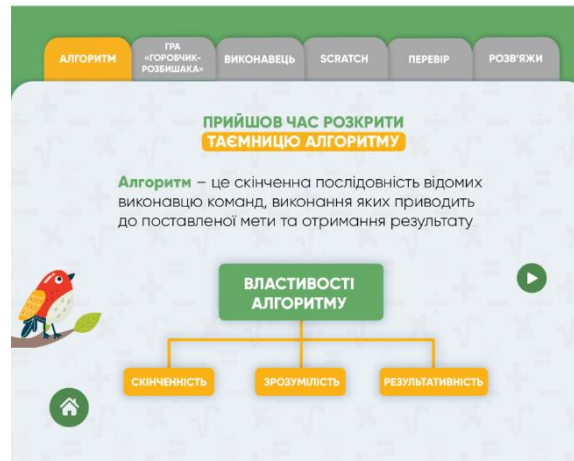 АЛГОРИТМ
ГРА
«ГОРОБЧИК-
РОЗБИШАКА»
ВИКОНАВЕЦЬ
SCRATCH
ПЕРЕВІР
РОЗВ'ЯЖИ
ПРИЙШОВ ЧАС РОЗКРИТИ
ТАЄМНИЦЮ АЛГОРИТМУ
Алгоритм – це скінченна послідовність відомих
виконавцю команд, виконання яких приводить
до поставленої мети та отримання результату
ВЛАСТИВОСТІ
АЛГОРИТМУ
СКІНЧЕННІСТЬ
ЗРОЗУМІЛІСТЬ
РЕЗУЛЬТАТИВНІСТЬ